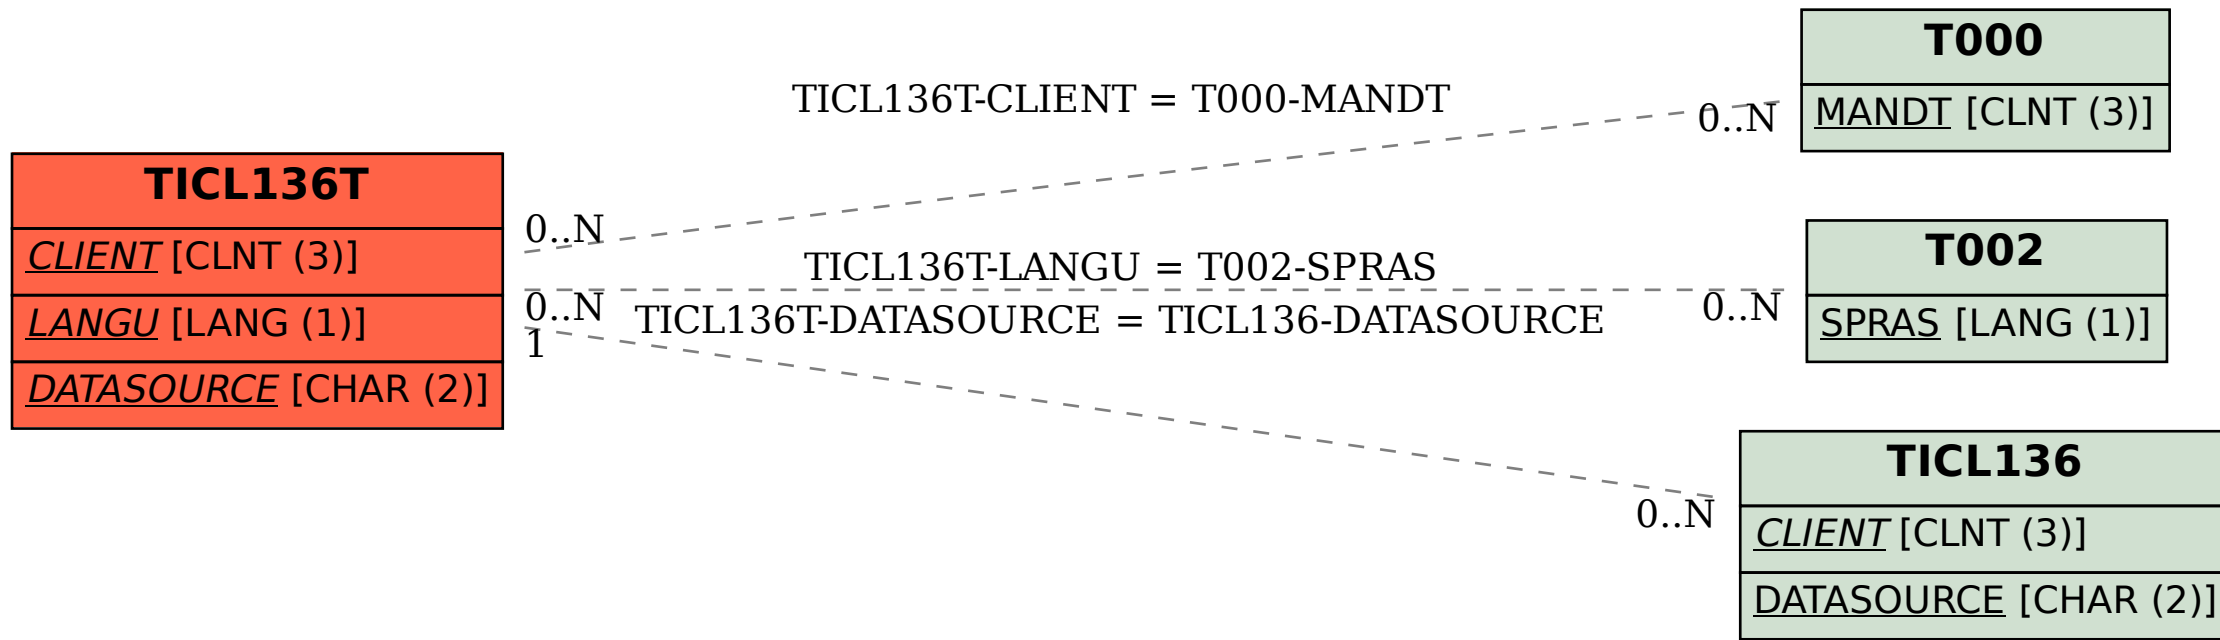 TICL136T
CLIENT [CLNT (3)]
LANGU [LANG (1)]
DATASOURCE [CHAR (2)]
TICL136T-CLIENT = T000-MANDT
0..N
0..N
TICL136T-LANGU = T002-SPRAS
0..N
0..N
TICL136T-DATASOURCE = TICL136-DATASOURCE
1
0..N
T000
MANDT [CLNT (3)]
T002
SPRAS [LANG (1)]
TICL136
CLIENT [CLNT (3)]
DATASOURCE [CHAR (2)]